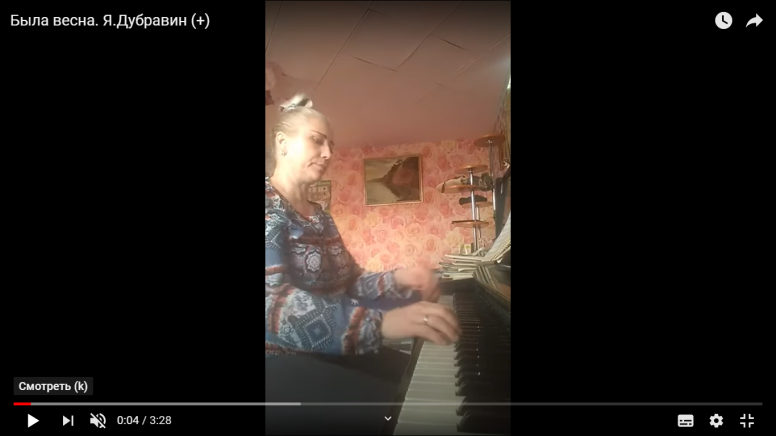 Была весна. Я.Дубравин (+)
Смотреть (k)
0:04 / 3:28